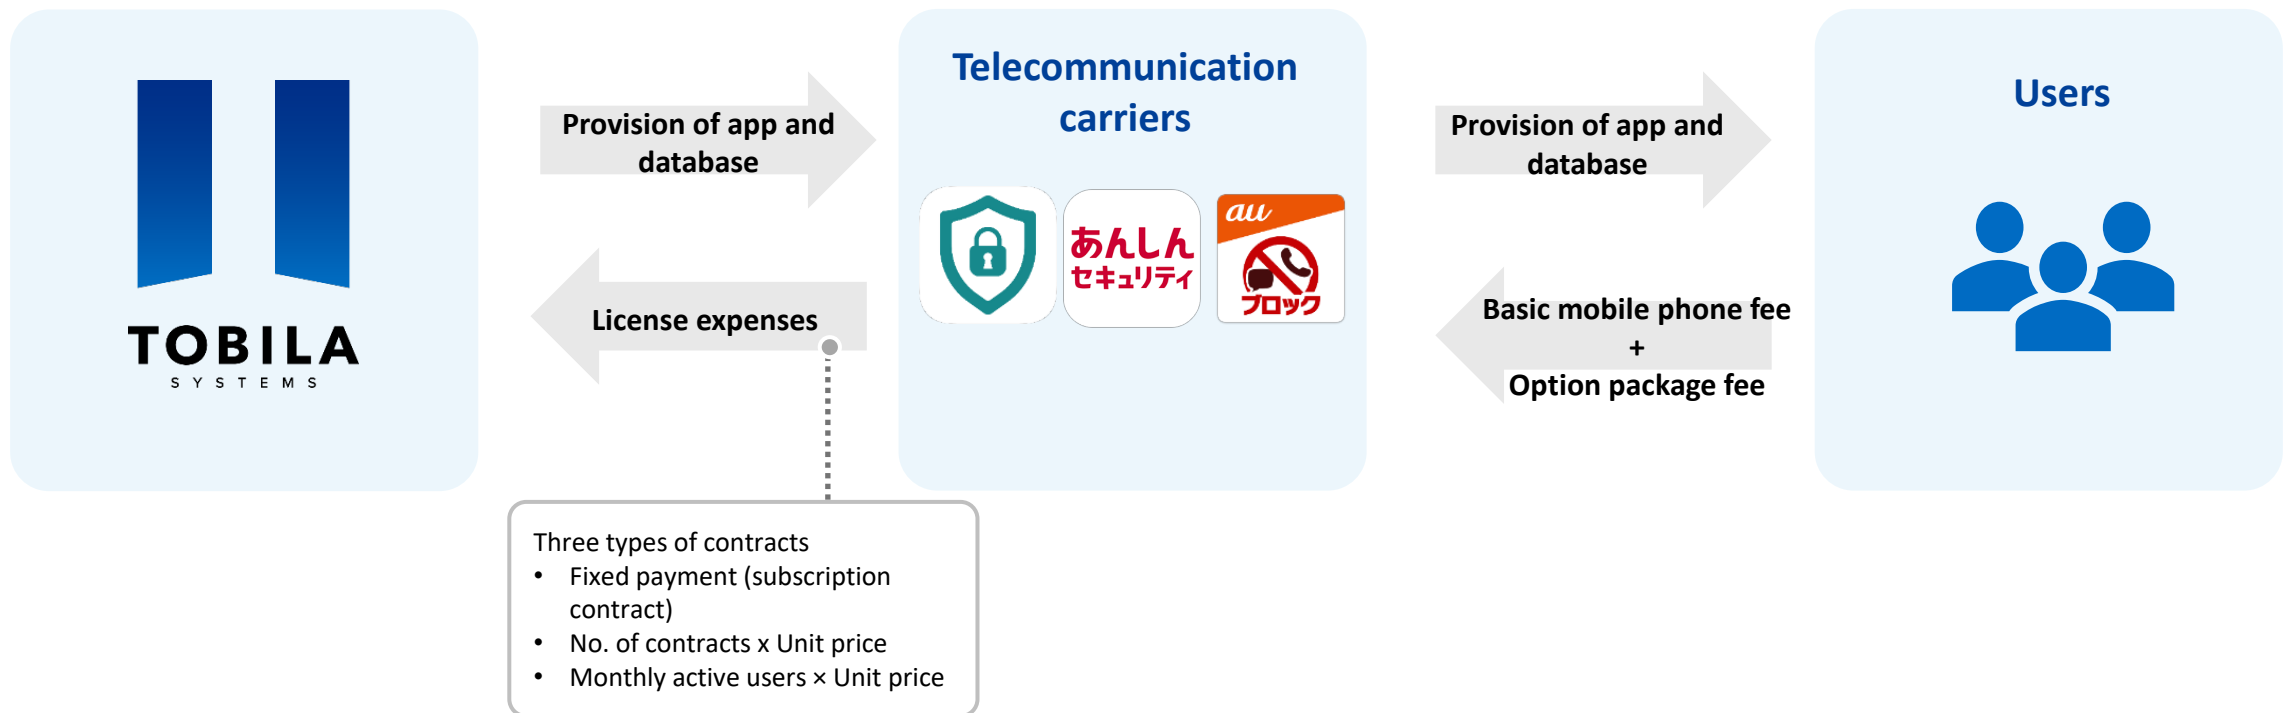 TOBILA
SYSTEMS
Provision of app and
database
License expenses
Telecommunication
carriers
あんしん
セキュリティ
au
ブロック
Provision of app and
database
Basic mobile phone fee
+
Option package fee
Users
Three types of contracts
• Fixed payment (subscription
contract)
• No. of contracts x Unit price
• Monthly active users × Unit price